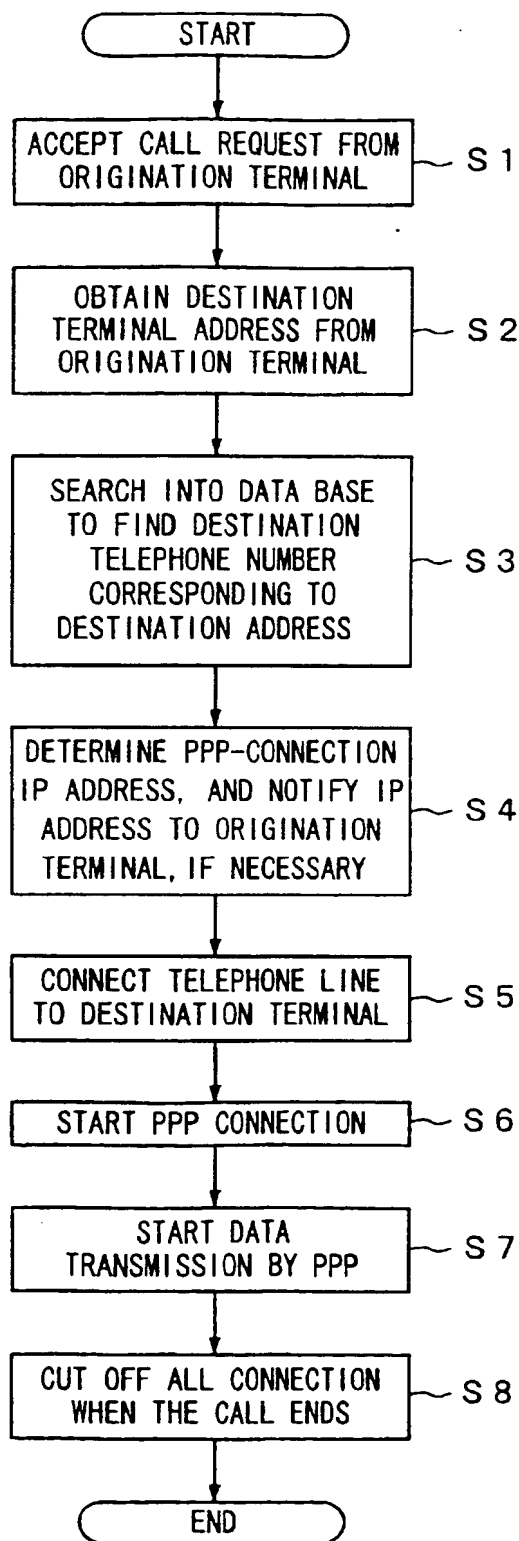 START
ACCEPT CALL REQUEST FROM
ORIGINATION TERMINAL
S1
OBTAIN DESTINATION
TERMINAL ADDRESS FROM
ORIGINATION TERMINAL
S2
SEARCH INTO DATA BASE
TO FIND DESTINATION
TELEPHONE NUMBER
CORRESPONDING TO
DESTINATION ADDRESS
S3
DETERMINE PPP-CONNECTION
IP ADDRESS, AND NOTIFY IP
ADDRESS TO ORIGINATION
TERMINAL, IF NECESSARY
S4
CONNECT TELEPHONE LINE
TO DESTINATION TERMINAL
S5
START PPP CONNECTION
S6
START DATA
TRANSMISSION BY PPP
S7
CUT OFF ALL CONNECTION
WHEN THE CALL ENDS
S8
END